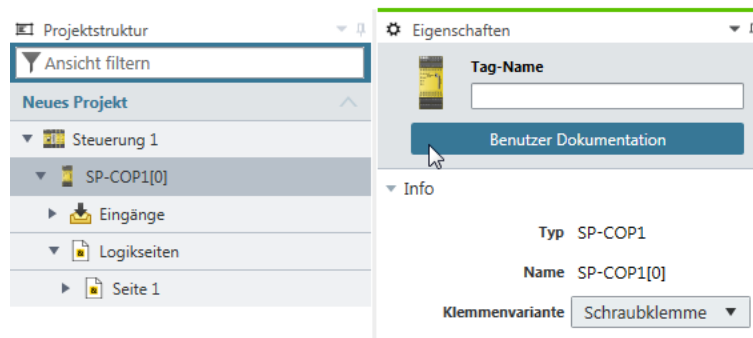 Projektstruktur
Ansicht filtern
Neues Projekt
Steuerung 1
SP-COP1[0]
Eingänge
Logikseiten
Seite 1
Eigenschaften
Tag-Name
Benutzer Dokumentation
Info
Typ SP-COP1
Name SP-COP1[0]
Klemmenvariante Schraubklemme